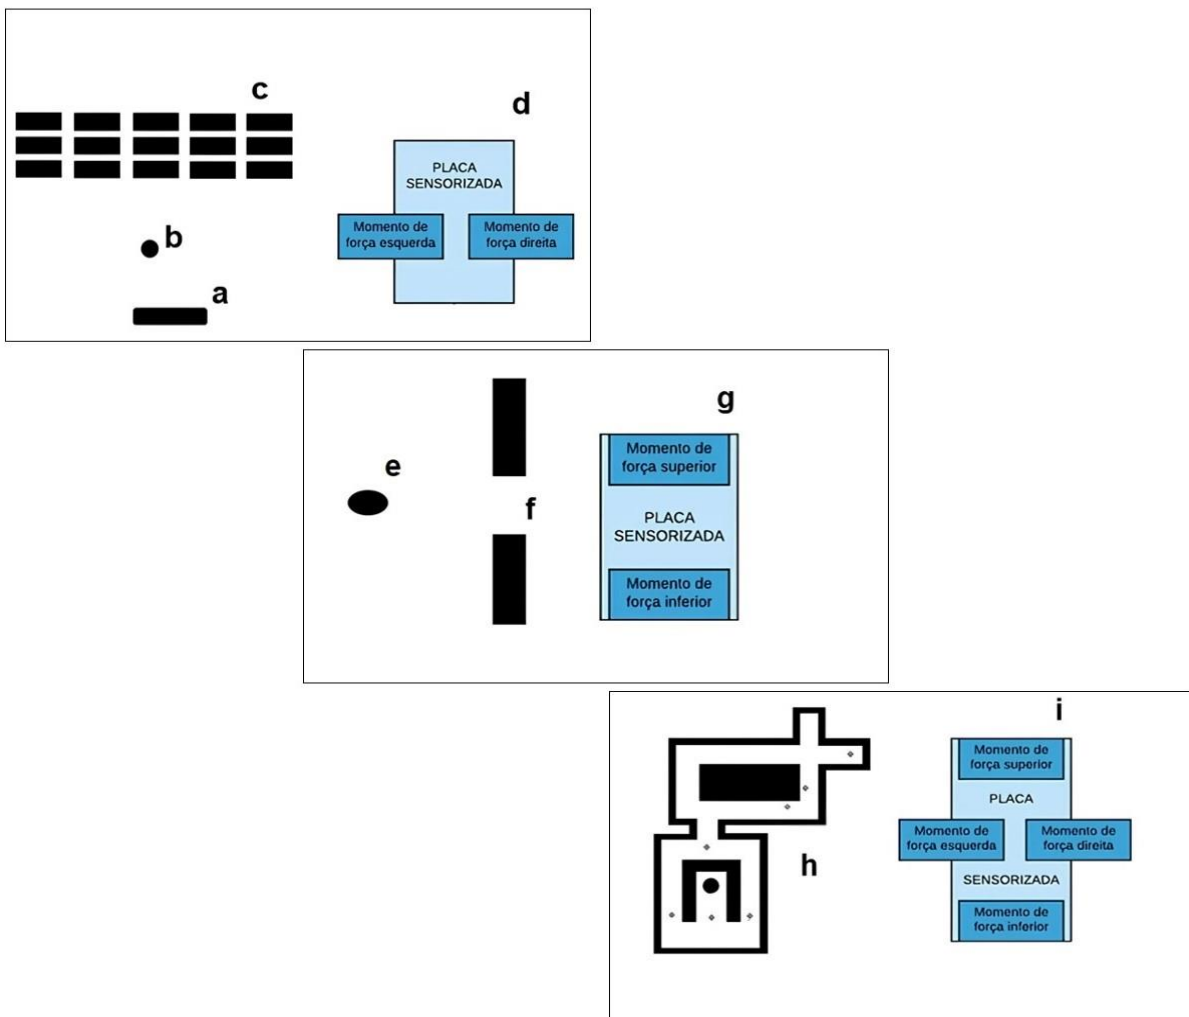 c
d
PLACA
SENSORIZADA
Momento de
força esquerda
Momento de
força direita
b
a
g
Momento de
força superior
e
f
PLACA
SENSORIZADA
Momento de
força inferior
i
Momento de
força superior
PLACA
Momento de
força esquerda
Momento de
força direita
h
SENSORIZADA
Momento de
força inferior